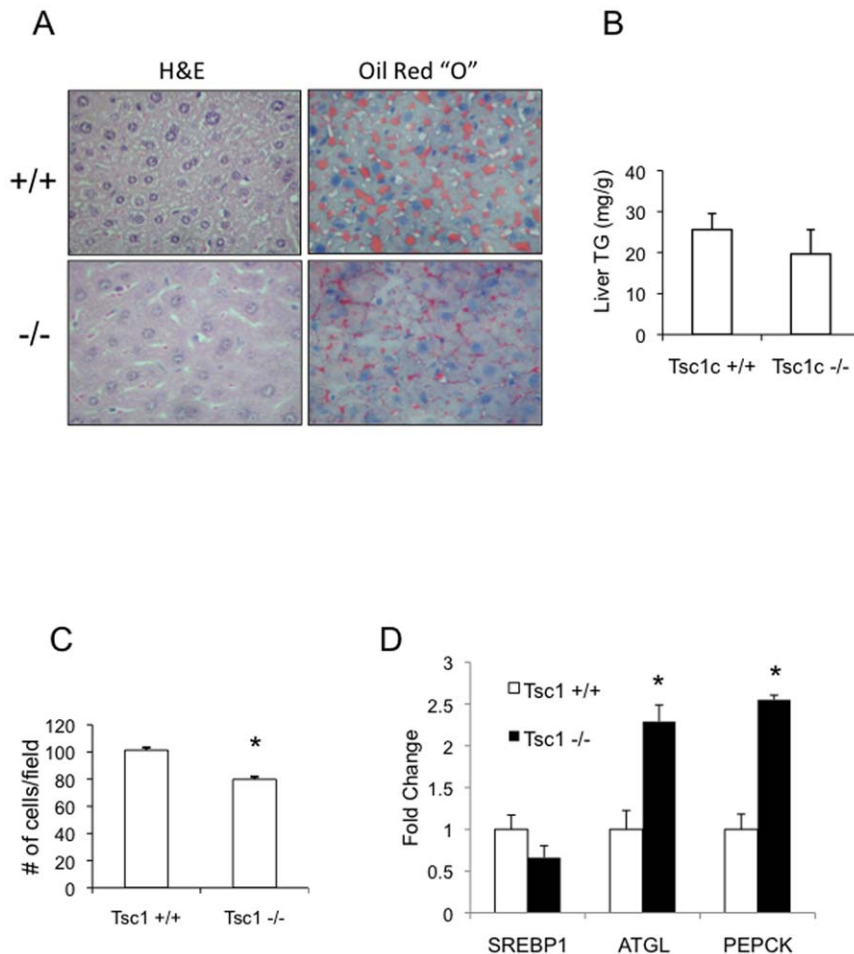 A
H&E
Oil Red “O”
+/+
-/-
B
Liver TG (mg/g)
40
30
20
10
0
Tsc1c +/+
Tsc1c -/-
C
# of cells/field
120
100
80
60
40
20
0
*
Tsc1 +/+
Tsc1 -/-
D
Fold Change
3
2.5
2
1.5
1
0.5
0
Tsc1 +/+
Tsc1 -/-
*
*
SREBP1
ATGL
PEPCK